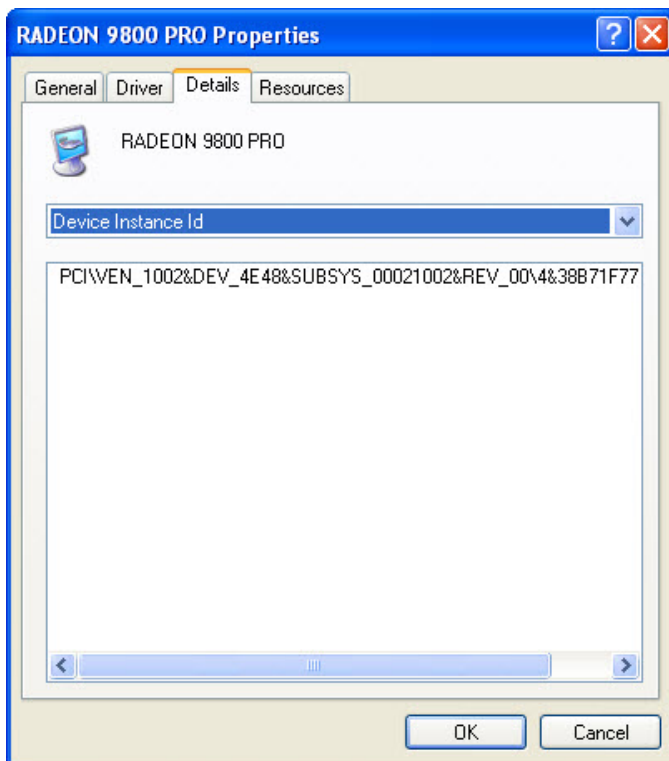 RADEON 9800 PRO Properties
General Driver Details Resources
RADEON 9800 PRO
Device Instance Id
PCI\VEN_1002&DEV_4E48&SUBSYS_00021002&REV_00\4&38B71F77
OK Cancel